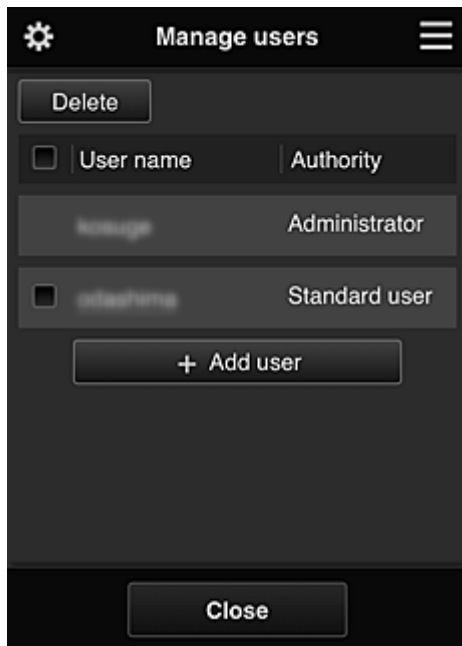 Manage users
Delete
User name Authority
Administrator
Standard user
+ Add user
Close